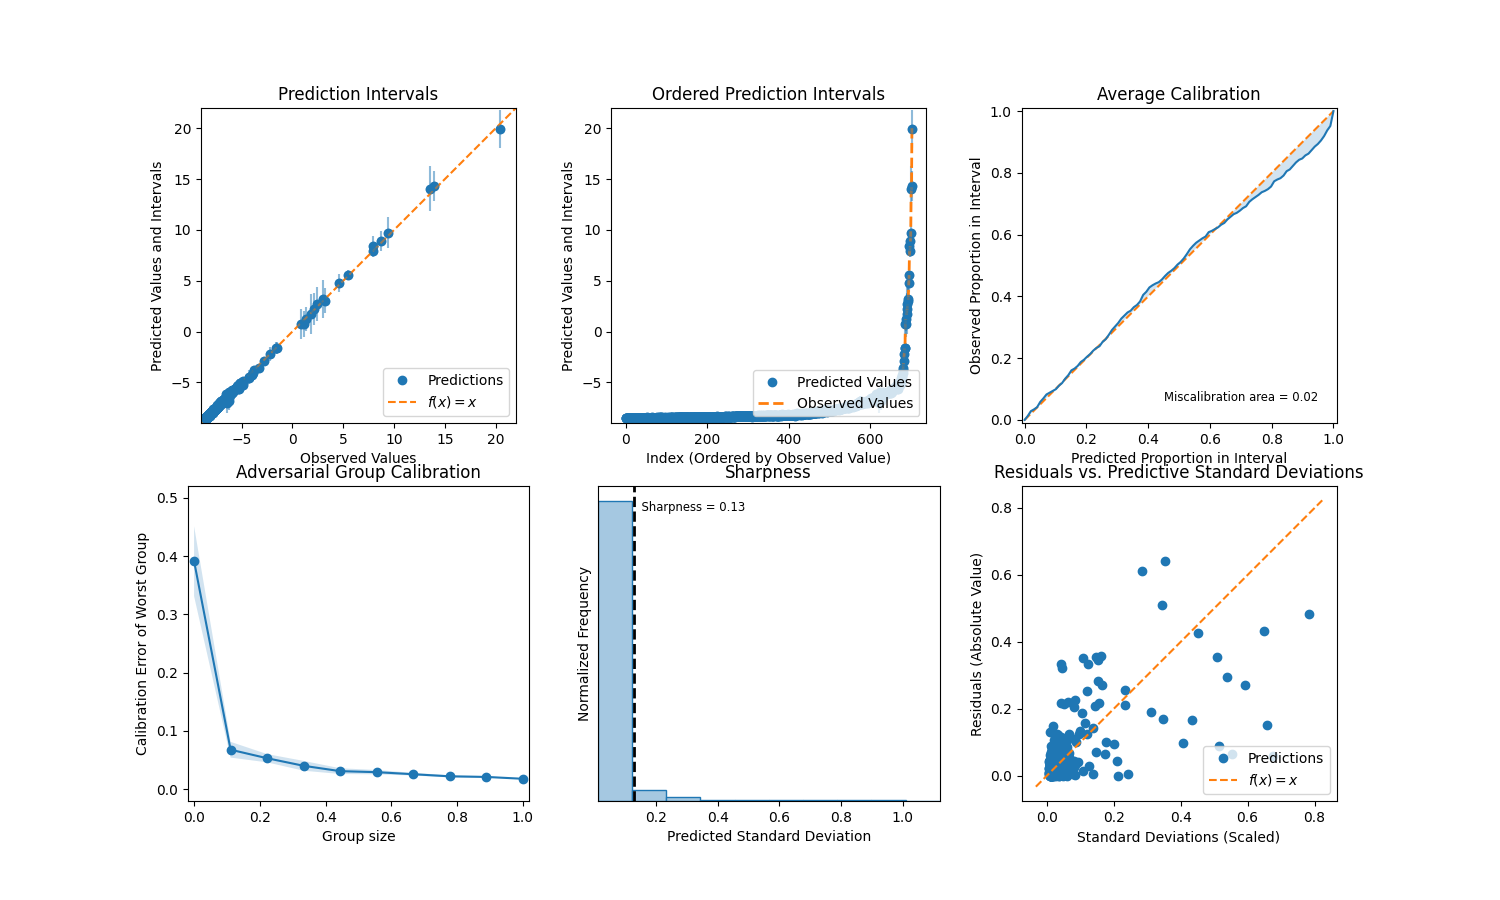 Prediction Intervals
Predicted Values and Intervals
20
15
10
5
0
−5
−5
0
5
10
15
20
Observed Values
Predictions
f(x) = x
Ordered Prediction Intervals
Predicted Values and Intervals
20
15
10
5
0
−5
0
200
400
600
Index (Ordered by Observed Value)
Predicted Values
Observed Values
Average Calibration
Observed Proportion in Interval
1.0
0.8
0.6
0.4
0.2
0.0
0.0
0.2
0.4
0.6
0.8
1.0
Predicted Proportion in Interval
Miscalibration area = 0.02
Adversarial Group Calibration
Calibration Error of Worst Group
0.5
0.4
0.3
0.2
0.1
0.0
0.0
0.2
0.4
0.6
0.8
1.0
Group size
Sharpness
Normalized Frequency
Sharpness = 0.13
0.2
0.4
0.6
0.8
1.0
Predicted Standard Deviation
Residuals vs. Predictive Standard Deviations
Residuals (Absolute Value)
0.8
0.6
0.4
0.2
0.0
0.0
0.2
0.4
0.6
0.8
Standard Deviations (Scaled)
Predictions
f(x) = x